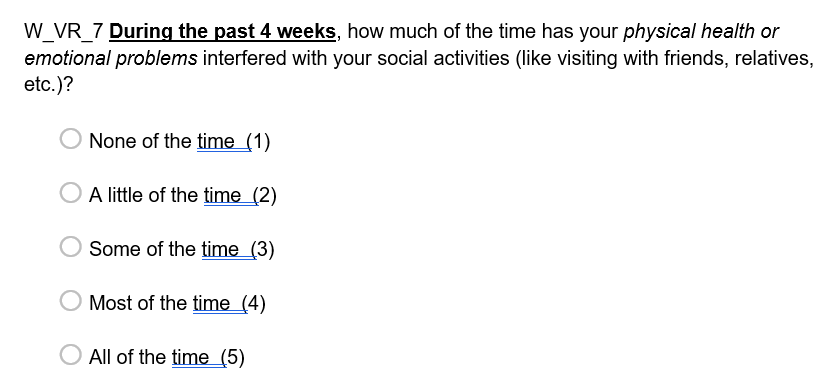 W_VR_7 During the past 4 weeks, how much of the time has your physical health or
emotional problems interfered with your social activities (like visiting with friends, relatives,
etc.)?
None of the time  (1)
A little of the time  (2)
Some of the time  (3)
Most of the time  (4)
All of the time  (5)